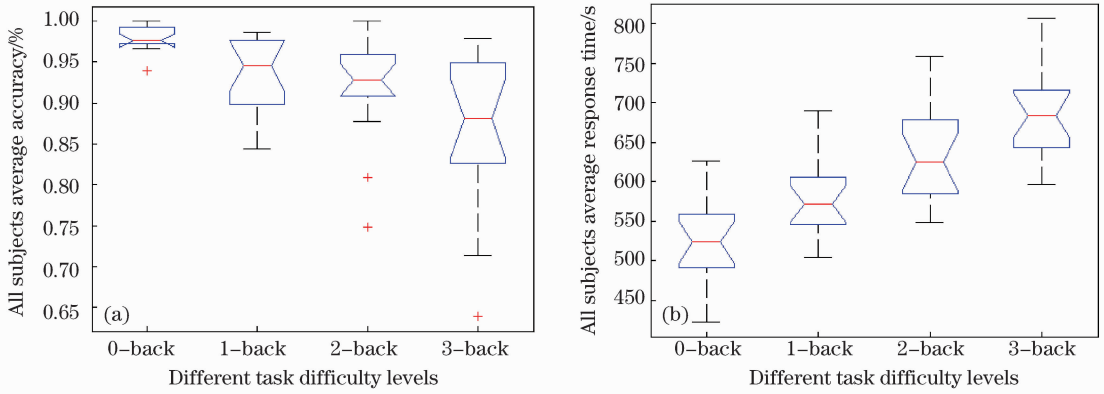 All subjects average accuracy/%
1.00
0.95
0.90
0.85
0.80
0.75
0.70
0.65
(a)
0-back 1-back 2-back 3-back
Different task difficulty levels
All subjects average response time/s
800
750
700
650
600
550
500
450
(b)
0-back 1-back 2-back 3-back
Different task difficulty levels